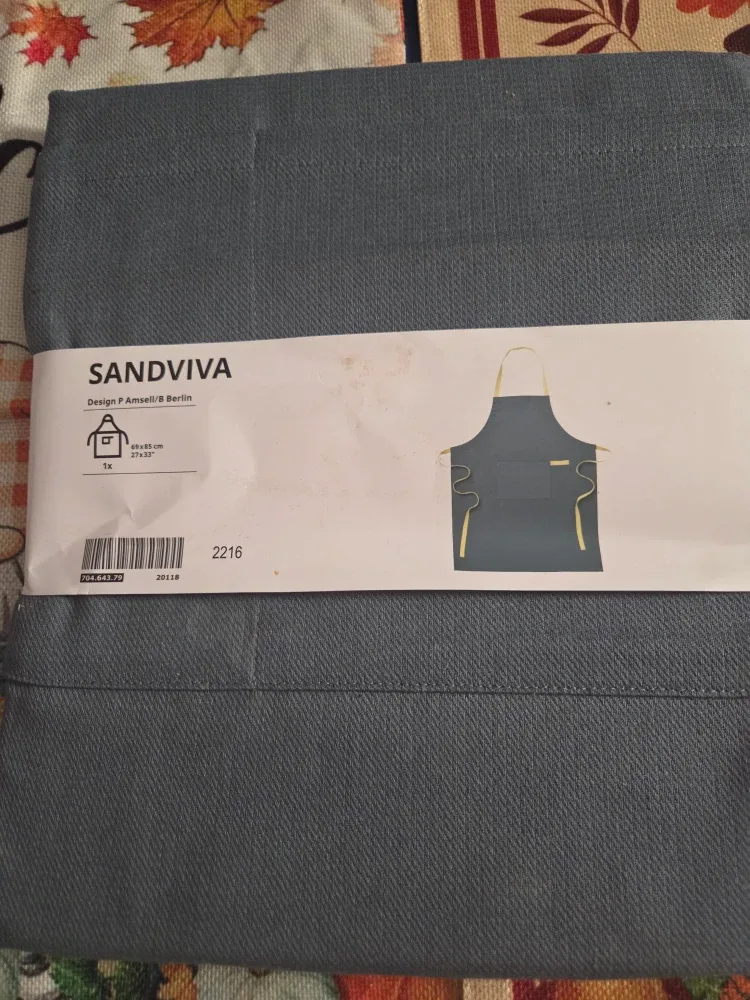 SANDVIVA
Design P Amsell/B Berlin
69x85 cm
27x33"
1x
2216
704.643.79 20118